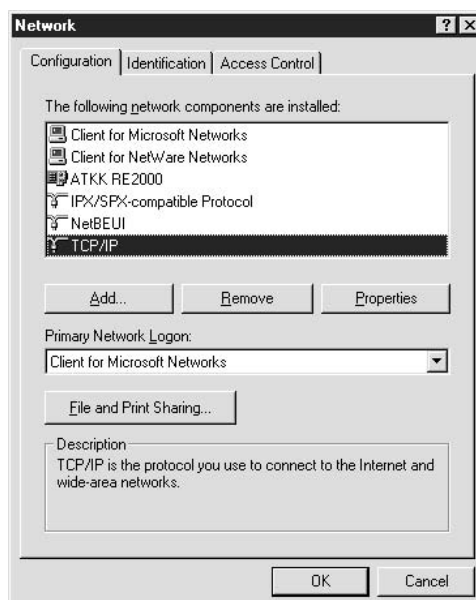 Network
? ×
Configuration Identification Access Control
The following network components are installed:
Client for Microsoft Networks
Client for NetWare Networks
ATKK RE2000
IPX/SPX-compatible Protocol
NetBEUI
TCP/IP
Add... Remove Properties
Primary Network Logon:
Client for Microsoft Networks
File and Print Sharing...
Description
TCP/IP is the protocol you use to connect to the Internet and
wide-area networks.
OK Cancel